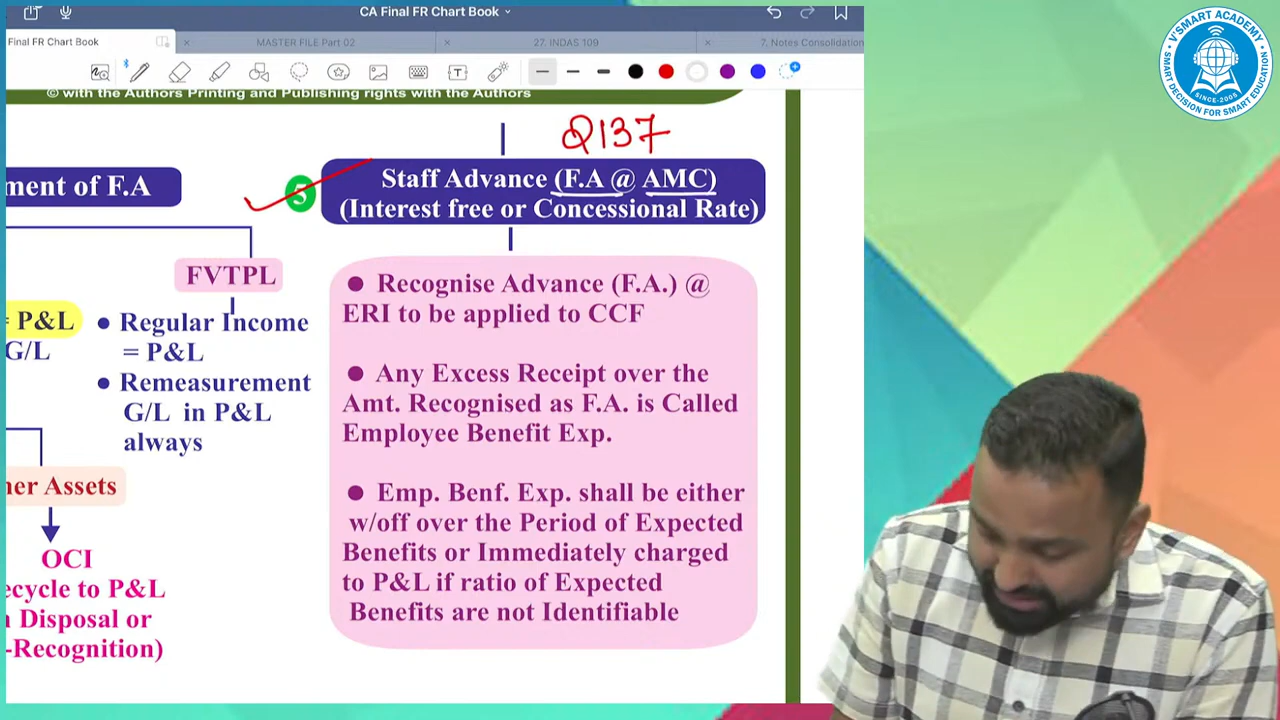 CA Final FR Chart Book
Final FR Chart Book
MASTER FILE Part 02
27. INDAS 109
7. Notes Consolidation
© with the Authors Printing and Publishing rights with the Authors
Q137
ment of F.A
5
Staff Advance (F.A @ AMC)
(Interest free or Concessional Rate)
FVTPL
= P&L
G/L
● Regular Income
= P&L
● Remeasurement
G/L in P&L
always
● Recognise Advance (F.A.) @
ERI to be applied to CCF
● Any Excess Receipt over the
Amt. Recognised as F.A. is Called
Employee Benefit Exp.
● Emp. Benf. Exp. shall be either
w/off over the Period of Expected
Benefits or Immediately charged
to P&L if ratio of Expected
Benefits are not Identifiable
her Assets
OCI
ecycle to P&L
n Disposal or
-Recognition)
V'SMART ACADEMY
SINCE-2005
SMART DECISION FOR SMART EDUCATION